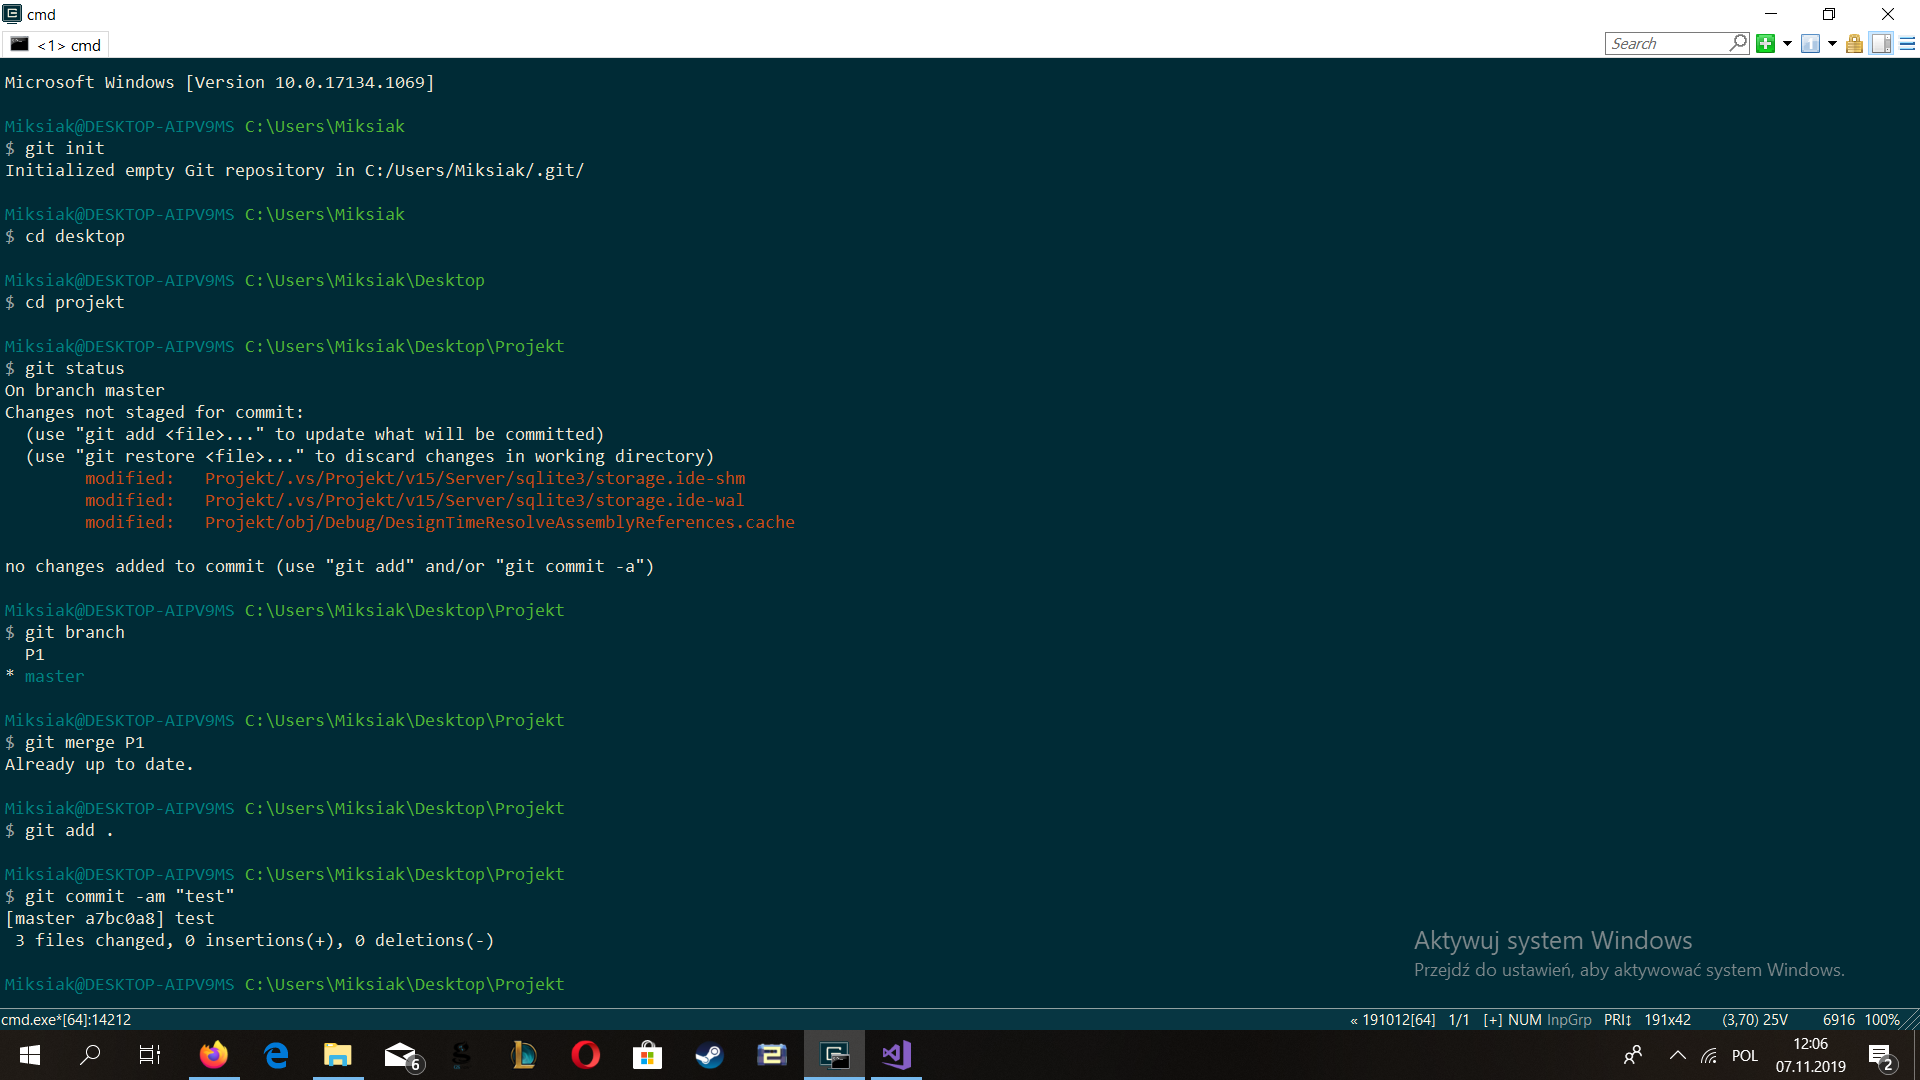 cmd
<1> cmd
Search
Microsoft Windows [Version 10.0.17134.1069]
Miksiak@DESKTOP-AIPV9MS C:\Users\Miksiak
$ git init
Initialized empty Git repository in C:/Users/Miksiak/.git/
Miksiak@DESKTOP-AIPV9MS C:\Users\Miksiak
$ cd desktop
Miksiak@DESKTOP-AIPV9MS C:\Users\Miksiak\Desktop
$ cd projekt
Miksiak@DESKTOP-AIPV9MS C:\Users\Miksiak\Desktop\Projekt
$ git status
On branch master
Changes not staged for commit:
  (use "git add <file>..." to update what will be committed)
  (use "git restore <file>..." to discard changes in working directory)
        modified:   Projekt/.vs/Projekt/v15/Server/sqlite3/storage.ide-shm
        modified:   Projekt/.vs/Projekt/v15/Server/sqlite3/storage.ide-wal
        modified:   Projekt/obj/Debug/DesignTimeResolveAssemblyReferences.cache
no changes added to commit (use "git add" and/or "git commit -a")
Miksiak@DESKTOP-AIPV9MS C:\Users\Miksiak\Desktop\Projekt
$ git branch
  P1
* master
Miksiak@DESKTOP-AIPV9MS C:\Users\Miksiak\Desktop\Projekt
$ git merge P1
Already up to date.
Miksiak@DESKTOP-AIPV9MS C:\Users\Miksiak\Desktop\Projekt
$ git add .
Miksiak@DESKTOP-AIPV9MS C:\Users\Miksiak\Desktop\Projekt
$ git commit -am "test"
[master a7bc0a8] test
 3 files changed, 0 insertions(+), 0 deletions(-)
Miksiak@DESKTOP-AIPV9MS C:\Users\Miksiak\Desktop\Projekt
Aktywuj system Windows
Przejdź do ustawień, aby aktywować system Windows.
cmd.exe*[64]:14212
« 191012[64] 1/1 [+] NUM InpGrp PRI↕ 191x42 (3,70) 25V 6916 100%
6
POL
12:06
07.11.2019
2